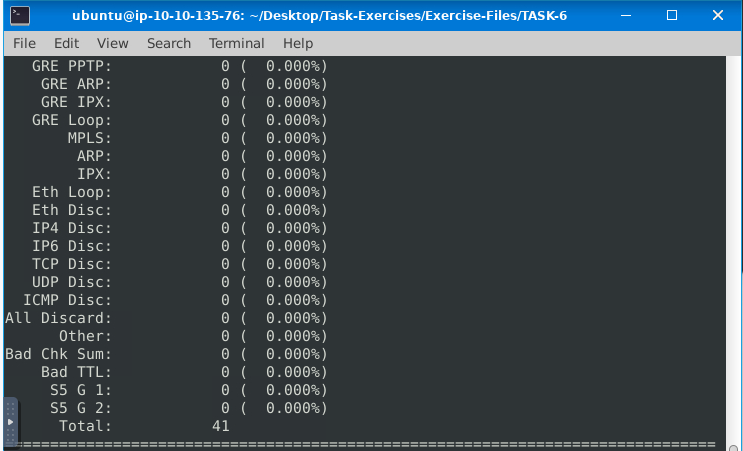 ubuntu@ip-10-10-135-76: ~/Desktop/Task-Exercises/Exercise-Files/TASK-6
File Edit View Search Terminal Help
GRE PPTP: 0 ( 0.000%)
GRE ARP: 0 ( 0.000%)
GRE IPX: 0 ( 0.000%)
GRE Loop: 0 ( 0.000%)
MPLS: 0 ( 0.000%)
ARP: 0 ( 0.000%)
IPX: 0 ( 0.000%)
Eth Loop: 0 ( 0.000%)
Eth Disc: 0 ( 0.000%)
IP4 Disc: 0 ( 0.000%)
IP6 Disc: 0 ( 0.000%)
TCP Disc: 0 ( 0.000%)
UDP Disc: 0 ( 0.000%)
ICMP Disc: 0 ( 0.000%)
All Discard: 0 ( 0.000%)
Other: 0 ( 0.000%)
Bad Chk Sum: 0 ( 0.000%)
Bad TTL: 0 ( 0.000%)
S5 G 1: 0 ( 0.000%)
S5 G 2: 0 ( 0.000%)
Total: 41
===============================================================================